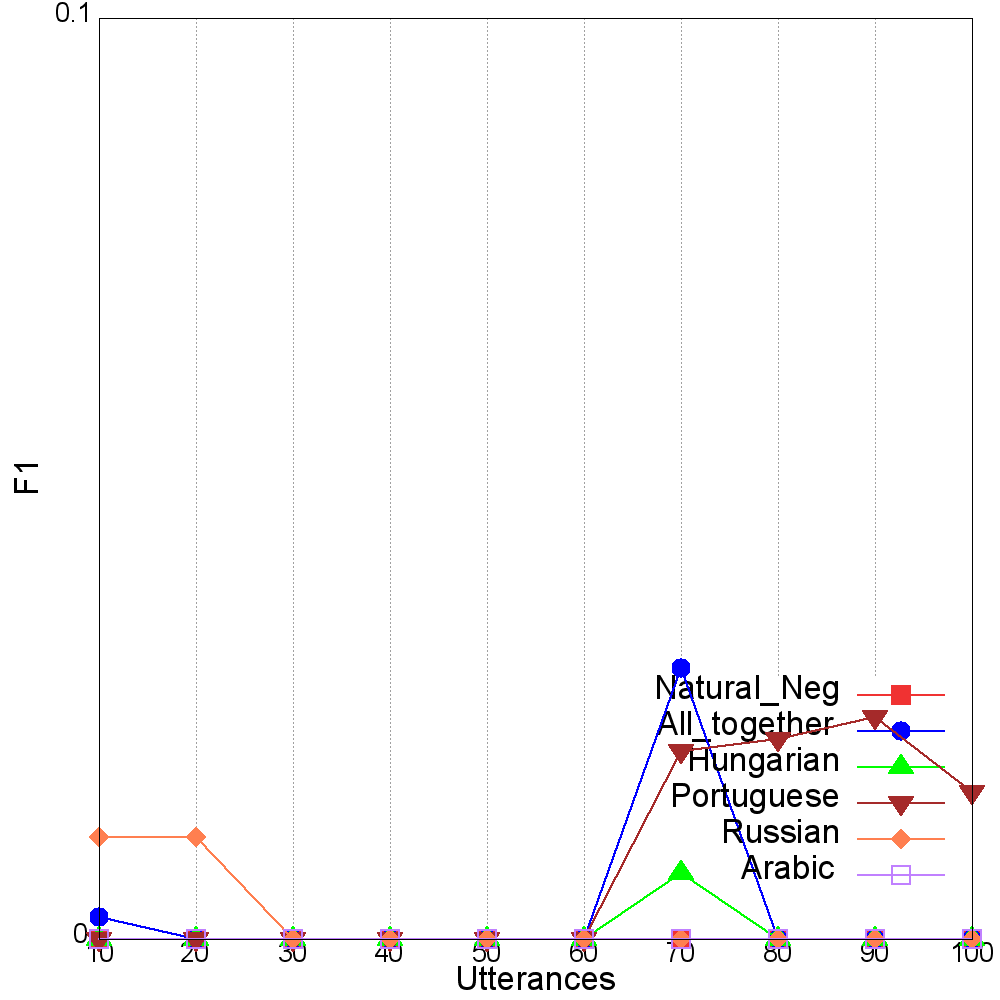 0.1
F1
Natural_Neg
All_together
Hungarian
Portuguese
Russian
Arabic
0
10 20 30 40 50 60 70 80 90 100
Utterances